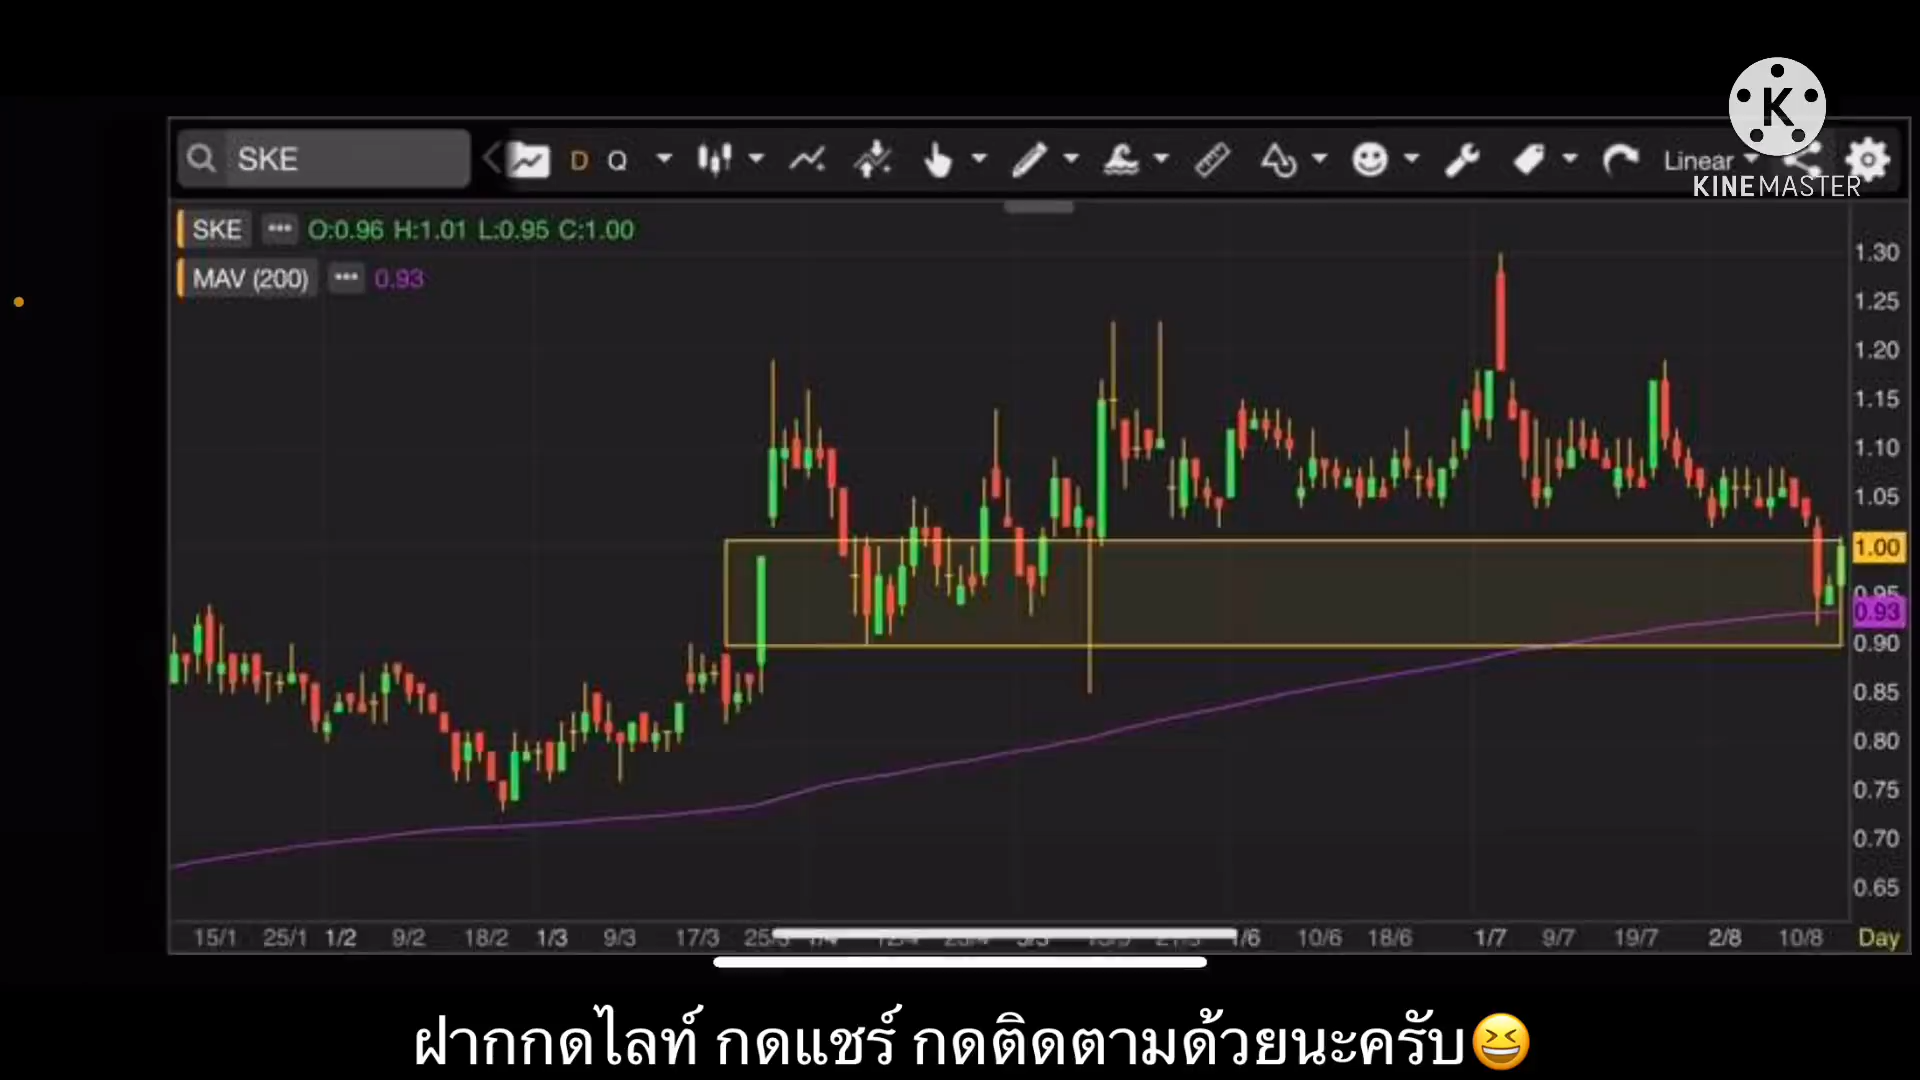 K
KINEMASTER
SKE
D Q
Linear
SKE ••• O:0.96 H:1.01 L:0.95 C:1.00
MAV (200) ••• 0.93
1.30
1.25
1.20
1.15
1.10
1.05
1.00
0.95
0.93
0.90
0.85
0.80
0.75
0.70
0.65
15/1 25/1 1/2 9/2 18/2 1/3 9/3 17/3 1/6 10/6 18/6 1/7 9/7 19/7 2/8 10/8 Day
ฝากกดไลท์ กดแชร์ กดติดตามด้วยนะครับ😆